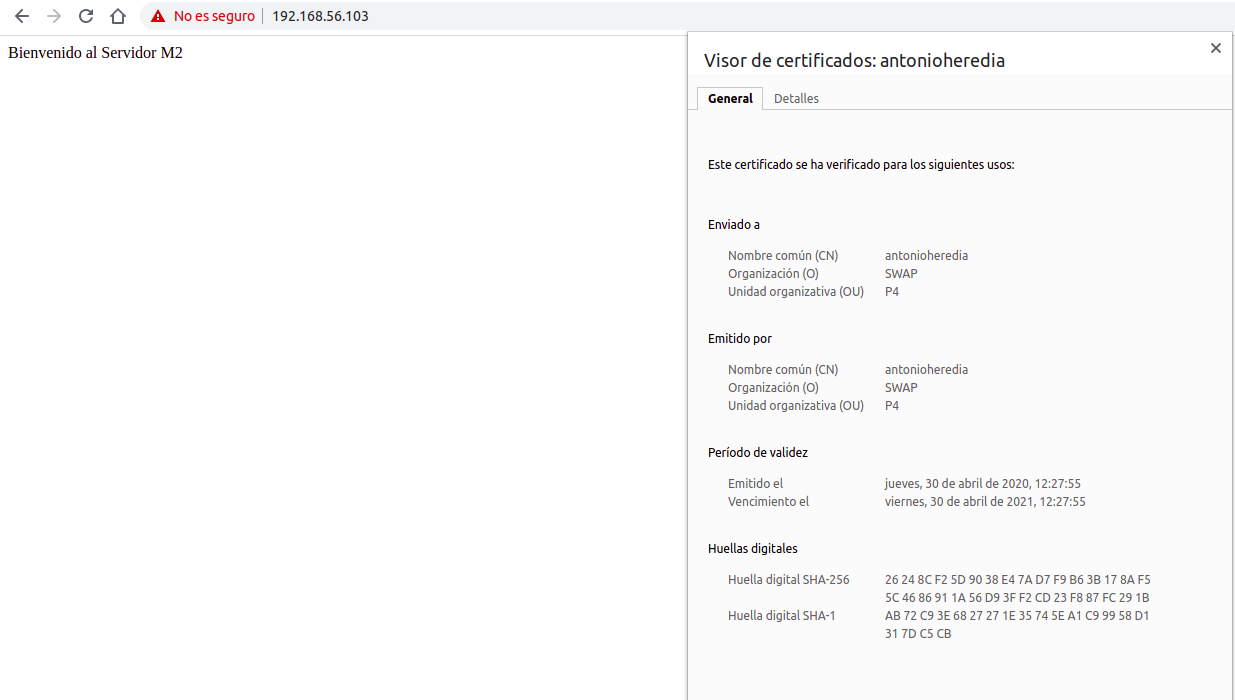 No es seguro 192.168.56.103
Bienvenido al Servidor M2
Visor de certificados: antonioheredia
General Detalles
Este certificado se ha verificado para los siguientes usos:
Enviado a
Nombre común (CN) antonioheredia
Organización (O) SWAP
Unidad organizativa (OU) P4
Emitido por
Nombre común (CN) antonioheredia
Organización (O) SWAP
Unidad organizativa (OU) P4
Período de validez
Emitido el jueves, 30 de abril de 2020, 12:27:55
Vencimiento el viernes, 30 de abril de 2021, 12:27:55
Huellas digitales
Huella digital SHA-256 26 24 8C F2 5D 90 38 E4 7A D7 F9 B6 3B 17 8A F5
5C 46 86 91 1A 56 D9 3F F2 CD 23 F8 87 FC 29 1B
Huella digital SHA-1 AB 72 C9 3E 68 27 27 1E 35 74 5E A1 C9 99 58 D1
31 7D C5 CB